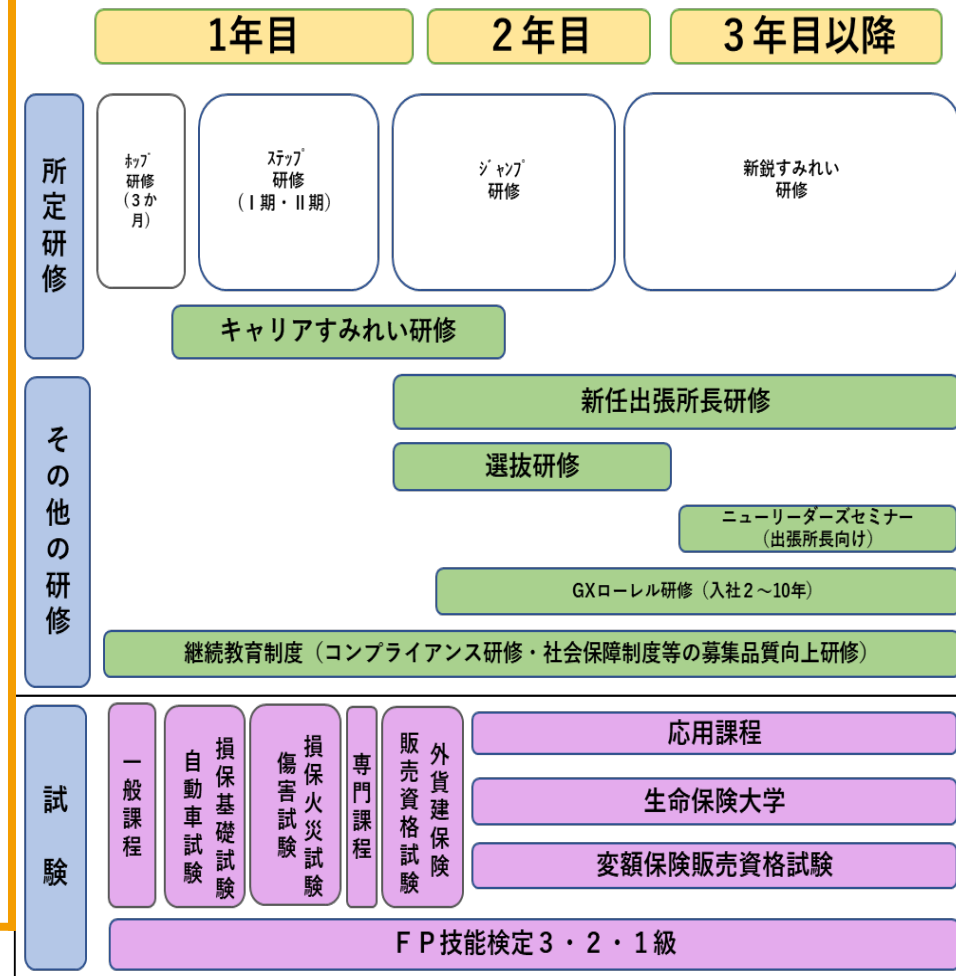 1年目
２年目
３年目以降
所定研修
ﾎｯﾌﾟ
研修
(３か
月)
ｽﾃｯﾌﾟ
研修
(Ⅰ期・Ⅱ期)
ｼﾞｬﾝﾌﾟ
研修
新鋭すみれい
研修
キャリアすみれい研修
その他の研修
新任出張所長研修
選抜研修
ニューリーダーズセミナー
(出張所長向け)
GXローレル研修（入社２～10年）
継続教育制度（コンプライアンス研修・社会保障制度等の募集品質向上研修）
試験
一般課程
損保基礎試験
自動車試験
損保火災試験
傷害試験
専門課程
外貨建保険
販売資格試験
応用課程
生命保険大学
変額保険販売資格試験
ＦＰ技能検定３・２・１級